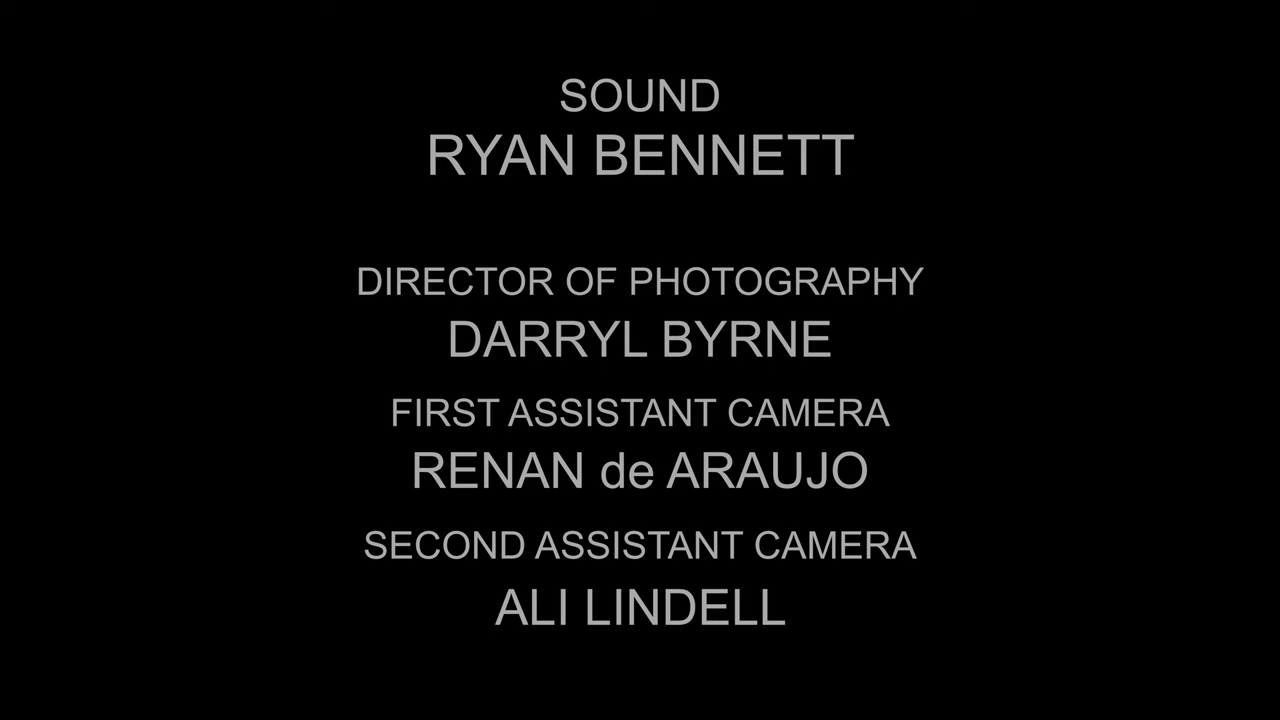 SOUND
RYAN BENNETT
DIRECTOR OF PHOTOGRAPHY
DARRYL BYRNE
FIRST ASSISTANT CAMERA
RENAN de ARAUJO
SECOND ASSISTANT CAMERA
ALI LINDELL